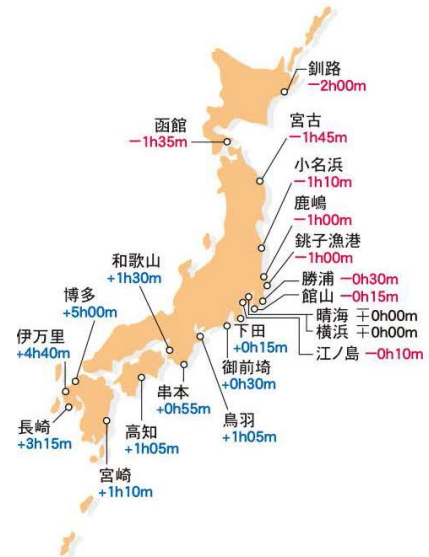 釧路
−2h00m
函館
−1h35m
宮古
−1h45m
小名浜
−1h10m
鹿嶋
−1h00m
銚子漁港
−1h00m
勝浦 −0h30m
館山 −0h15m
晴海 ∓0h00m
横浜 ∓0h00m
江ノ島 −0h10m
下田
+0h15m
御前埼
+0h30m
和歌山
+1h30m
博多
+5h00m
伊万里
+4h40m
串本
+0h55m
鳥羽
+1h05m
長崎
+3h15m
高知
+1h05m
宮崎
+1h10m